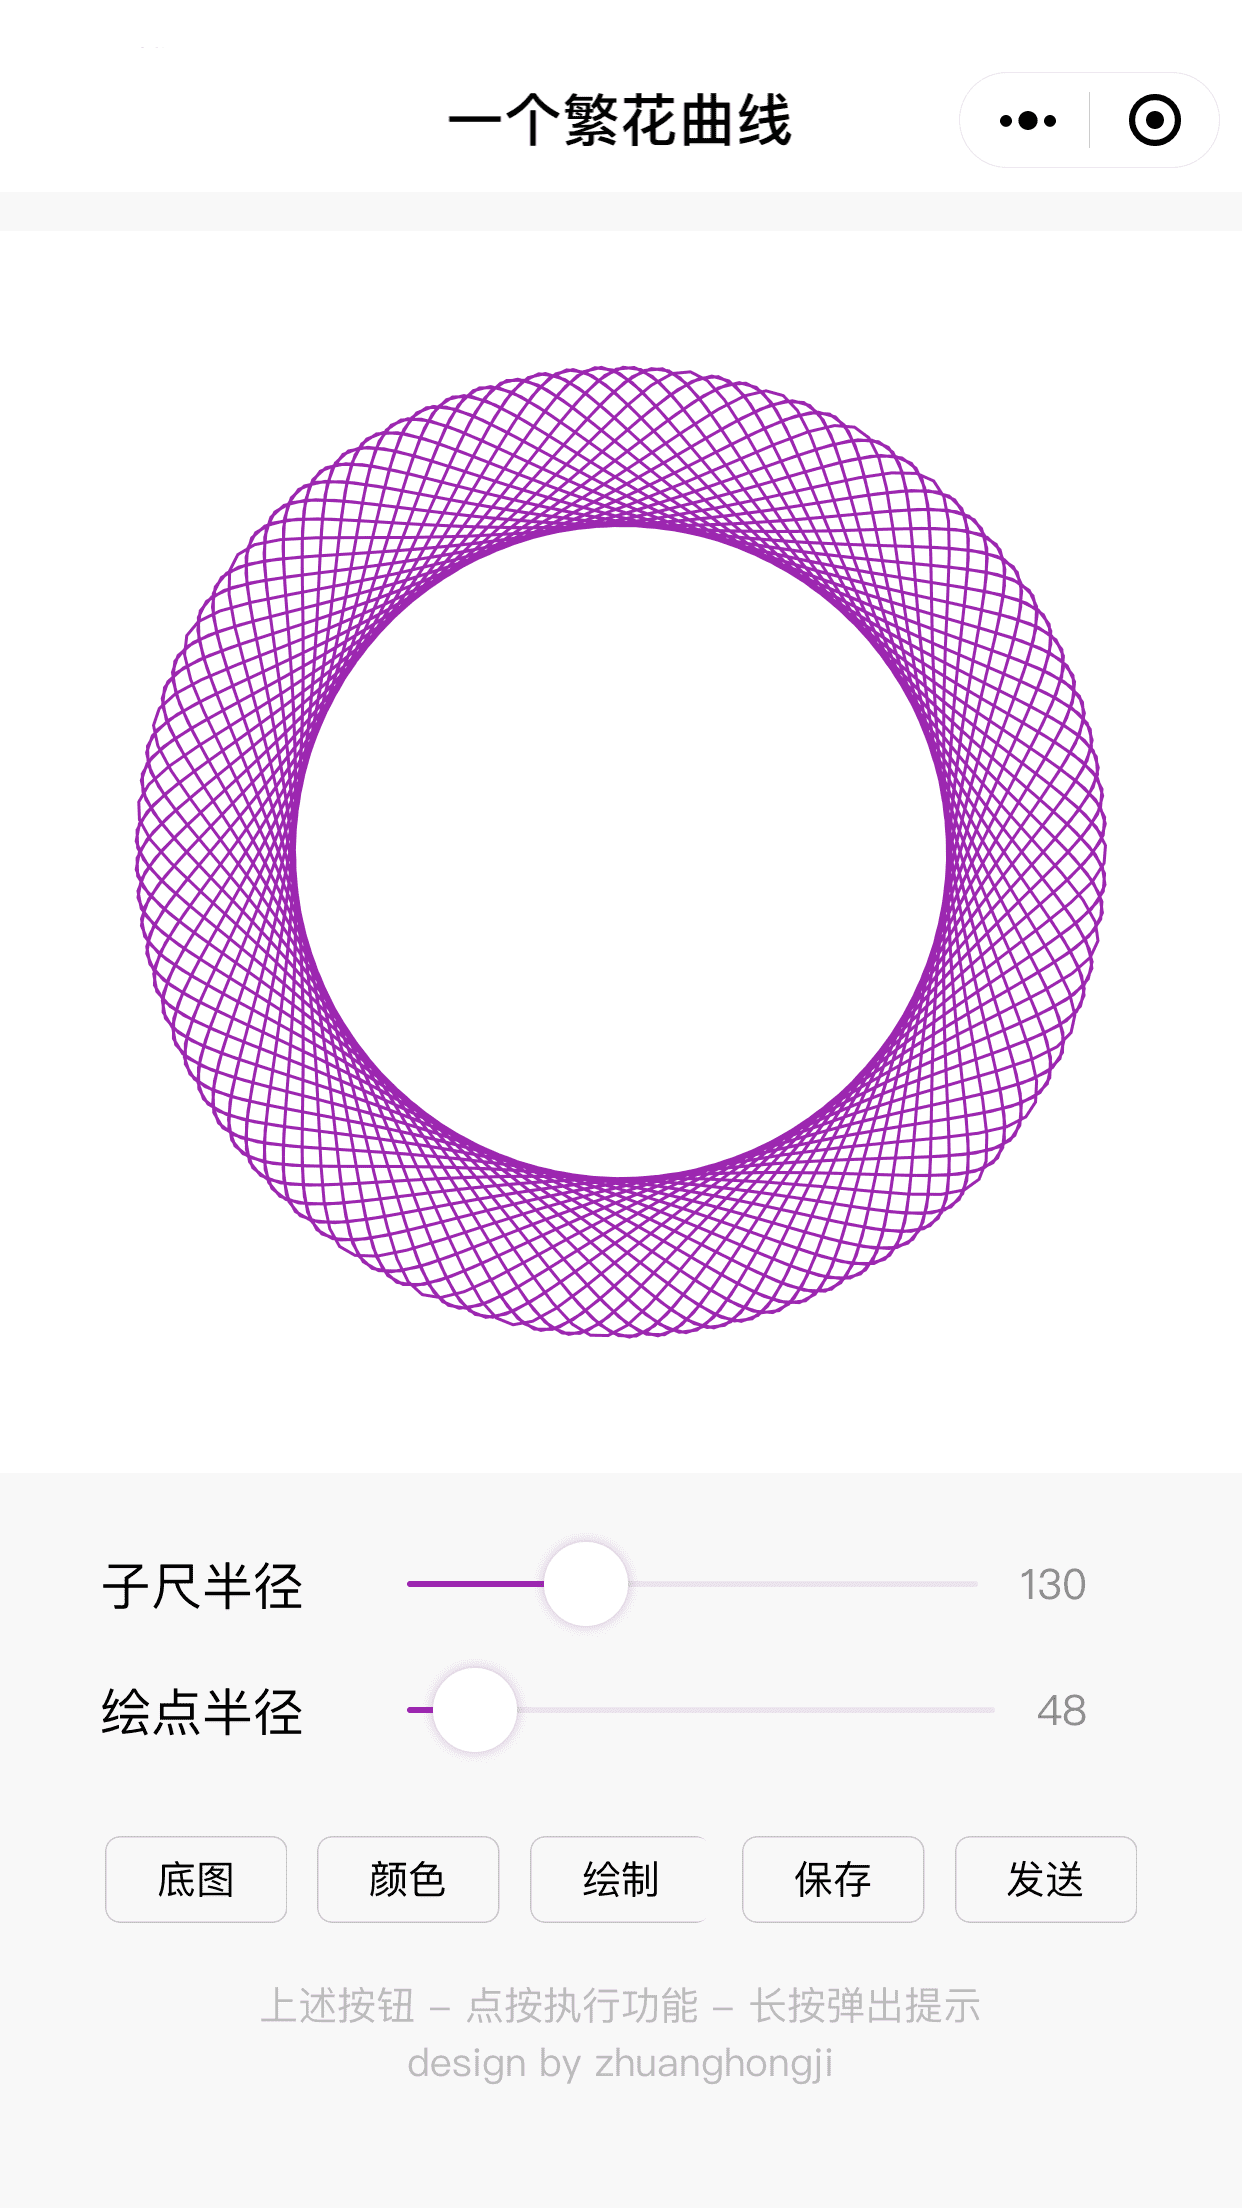 一个繁花曲线
子尺半径 130
绘点半径 48
底图 颜色 绘制 保存 发送
上述按钮 – 点按执行功能 – 长按弹出提示
design by zhuanghongji